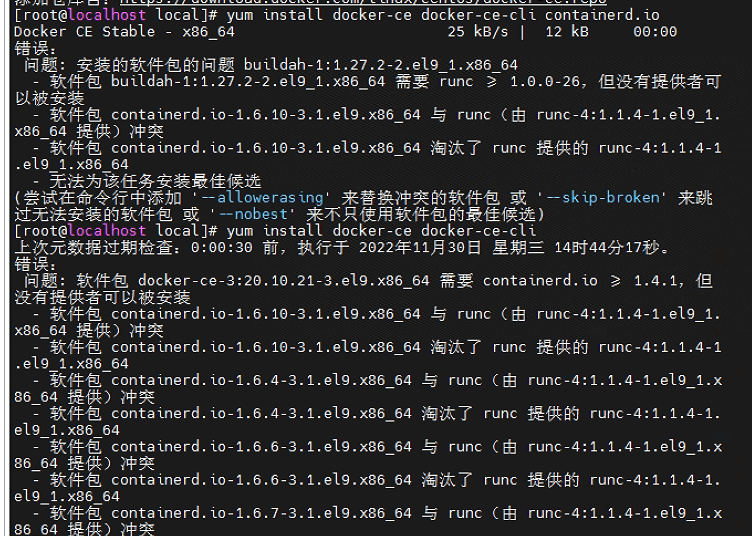 添加仓库自：https://download.docker.com/linux/centos/docker-ce.repo
[root@localhost local]# yum install docker-ce docker-ce-cli containerd.io
Docker CE Stable - x86_64 25 kB/s | 12 kB 00:00
错误：
问题: 安装的软件包的问题 buildah-1:1.27.2-2.el9_1.x86_64
- 软件包 buildah-1:1.27.2-2.el9_1.x86_64 需要 runc >= 1.0.0-26，但没有提供者可
以被安装
- 软件包 containerd.io-1.6.10-3.1.el9.x86_64 与 runc（由 runc-4:1.1.4-1.el9_1.
x86_64 提供）冲突
- 软件包 containerd.io-1.6.10-3.1.el9.x86_64 淘汰了 runc 提供的 runc-4:1.1.4-1
.el9_1.x86_64
- 无法为该任务安装最佳候选
(尝试在命令行中添加 '--allowerasing' 来替换冲突的软件包 或 '--skip-broken' 来跳
过无法安装的软件包 或 '--nobest' 来不只使用软件包的最佳候选)
[root@localhost local]# yum install docker-ce docker-ce-cli
上次元数据过期检查：0:00:30 前，执行于 2022年11月30日 星期三 14时44分17秒。
错误：
问题: 软件包 docker-ce-3:20.10.21-3.el9.x86_64 需要 containerd.io >= 1.4.1，但
没有提供者可以被安装
- 软件包 containerd.io-1.6.10-3.1.el9.x86_64 与 runc（由 runc-4:1.1.4-1.el9_1.
x86_64 提供）冲突
- 软件包 containerd.io-1.6.10-3.1.el9.x86_64 淘汰了 runc 提供的 runc-4:1.1.4-1
.el9_1.x86_64
- 软件包 containerd.io-1.6.4-3.1.el9.x86_64 与 runc（由 runc-4:1.1.4-1.el9_1.x
86_64 提供）冲突
- 软件包 containerd.io-1.6.4-3.1.el9.x86_64 淘汰了 runc 提供的 runc-4:1.1.4-1.
el9_1.x86_64
- 软件包 containerd.io-1.6.6-3.1.el9.x86_64 与 runc（由 runc-4:1.1.4-1.el9_1.x
86_64 提供）冲突
- 软件包 containerd.io-1.6.6-3.1.el9.x86_64 淘汰了 runc 提供的 runc-4:1.1.4-1.
el9_1.x86_64
- 软件包 containerd.io-1.6.7-3.1.el9.x86_64 与 runc（由 runc-4:1.1.4-1.el9_1.x
86_64 提供）冲突